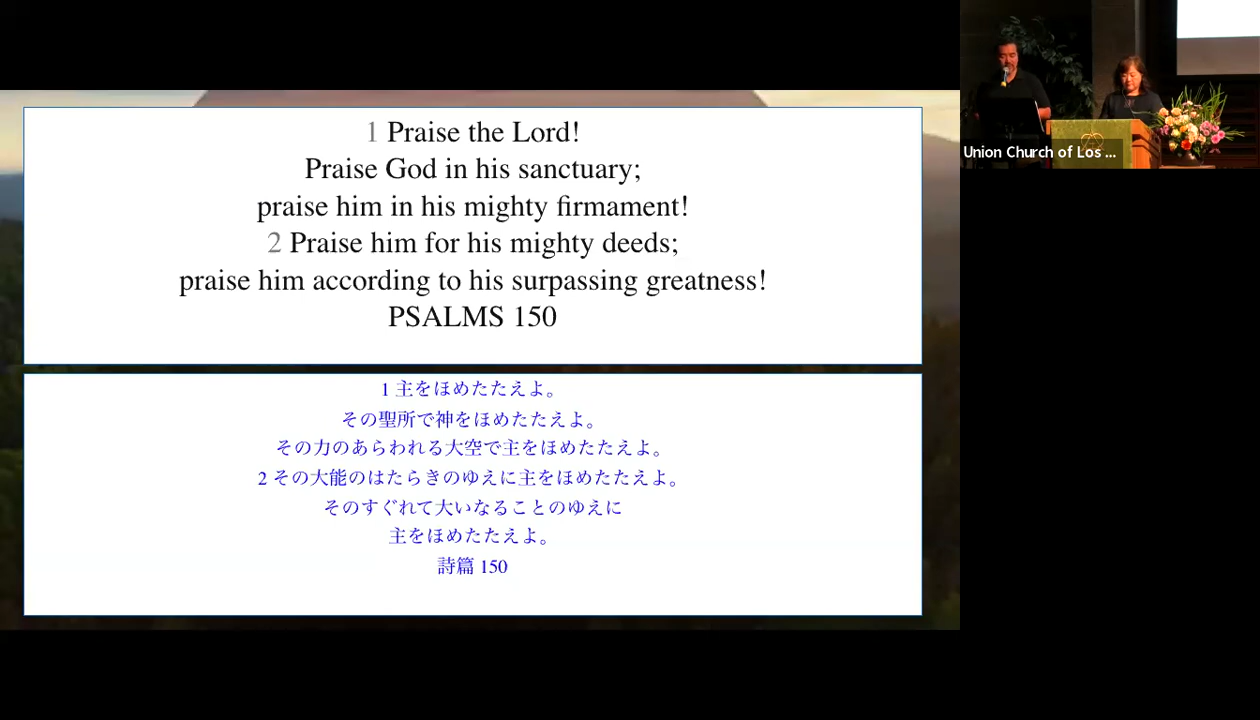 1 Praise the Lord!
Praise God in his sanctuary;
praise him in his mighty firmament!
2 Praise him for his mighty deeds;
praise him according to his surpassing greatness!
PSALMS 150
1 主をほめたたえよ。
その聖所で神をほめたたえよ。
その力のあらわれる大空で主をほめたたえよ。
2 その大能のはたらきのゆえに主をほめたたえよ。
そのすぐれて大いなることのゆえに
主をほめたたえよ。
詩篇 150
Union Church of Los ...